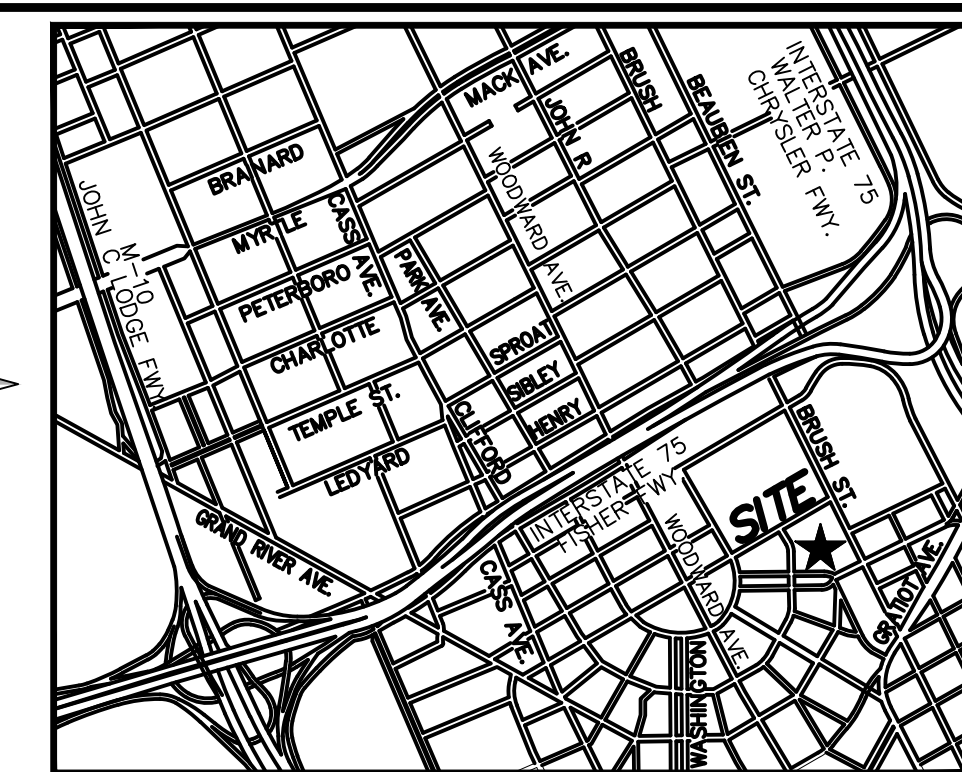 MACK AVE.
BRUSH
JOHN R
BEAUBIEN ST.
INTERSTATE 75
WALTER P.
CHRYSLER FWY.
BRAINARD
WOODWARD AVE.
JOHN C LODGE FWY
M-10
MYRTLE
CASS AVE.
PARK AVE.
PETERBORO
CHARLOTTE
SPROAT
SIBLEY
HENRY
TEMPLE ST.
CLIFFORD
LEDYARD
BRUSH ST.
INTERSTATE 75
FISHER FWY
SITE
GRAND RIVER AVE.
WOODWARD AVE.
GRATIOT AVE.
CASS AVE.
WASHINGTON